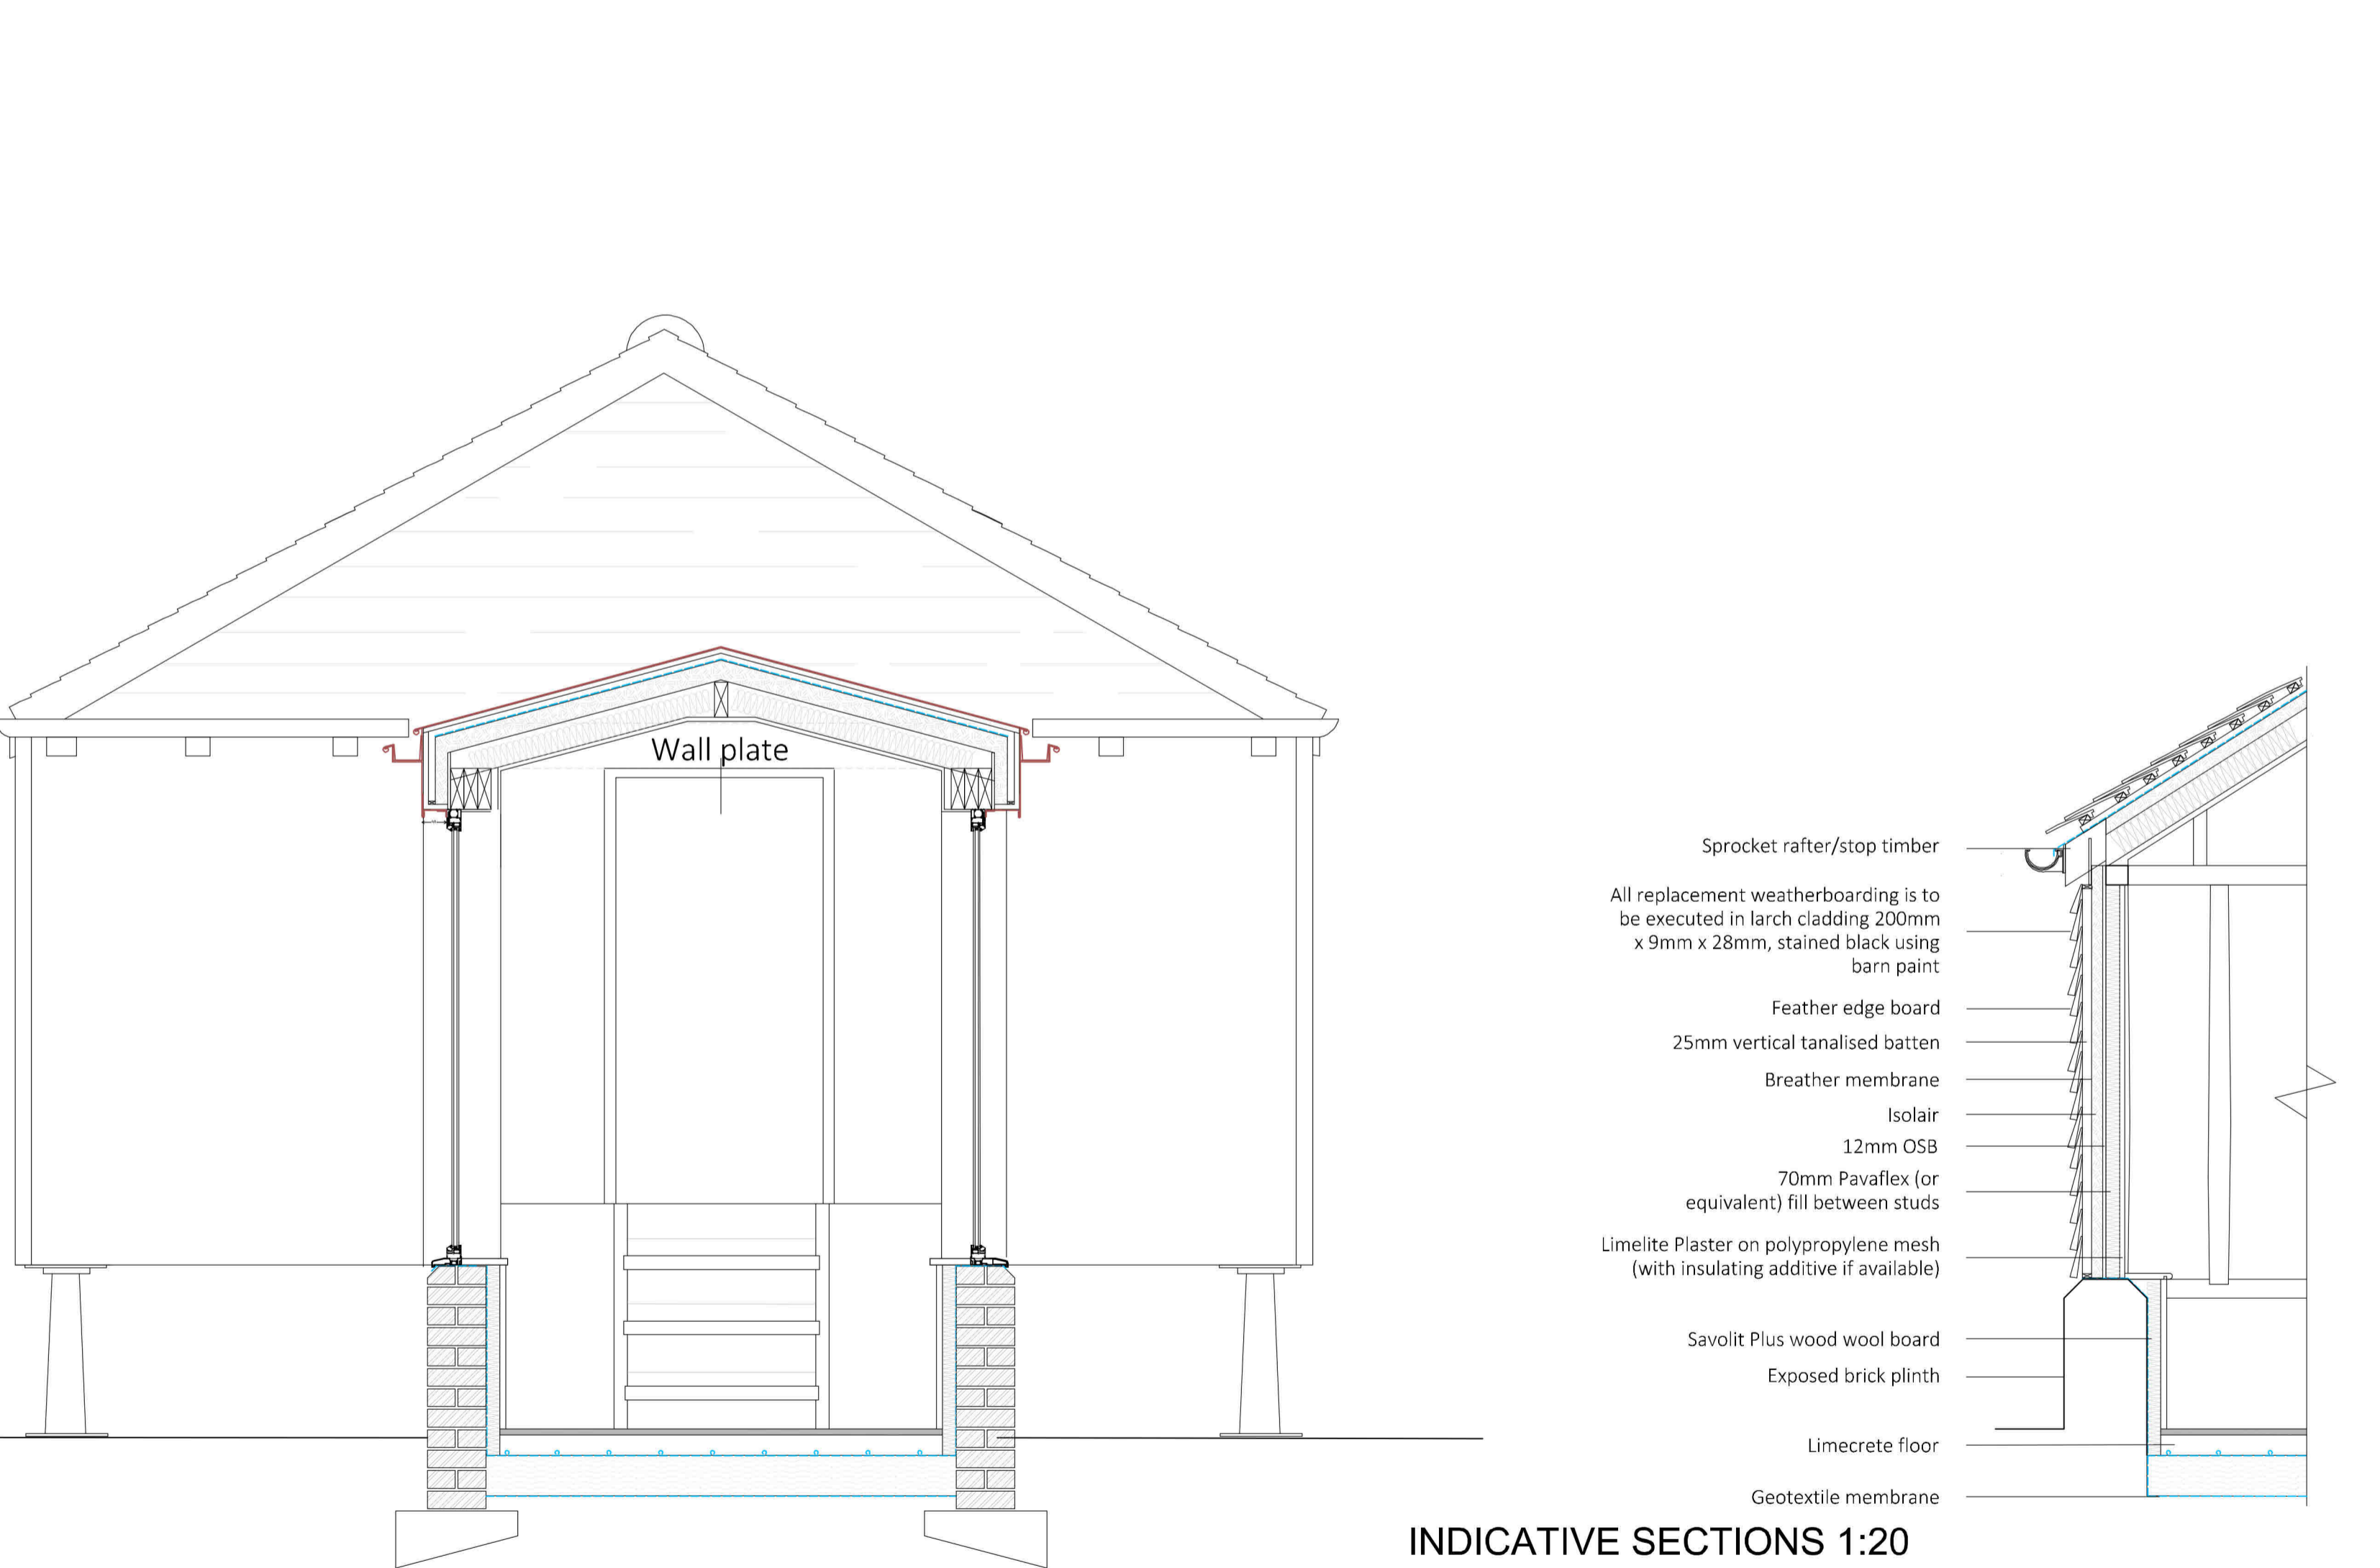 Wall plate
Sprocket rafter/stop timber
All replacement weatherboarding is to
be executed in larch cladding 200mm
x 9mm x 28mm, stained black using
barn paint
Feather edge board
25mm vertical tanalised batten
Breather membrane
Isolair
12mm OSB
70mm Pavaflex (or
equivalent) fill between studs
Limelite Plaster on polypropylene mesh
(with insulating additive if available)
Savolit Plus wood wool board
Exposed brick plinth
Limecrete floor
Geotextile membrane
INDICATIVE SECTIONS 1:20